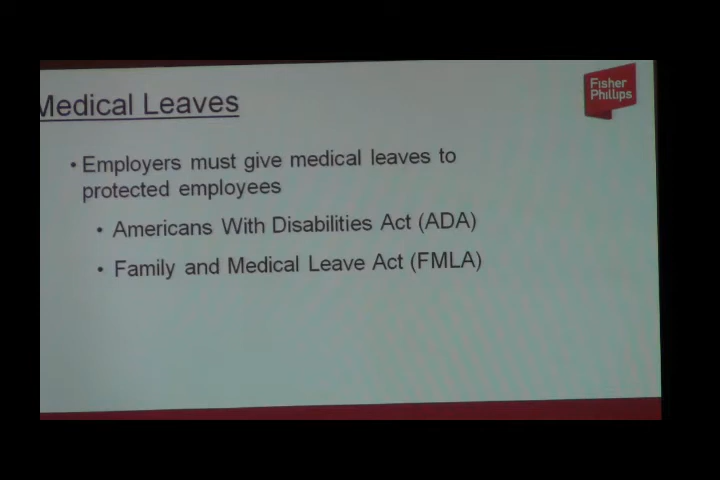 Medical Leaves
Fisher
Phillips
• Employers must give medical leaves to
protected employees
• Americans With Disabilities Act (ADA)
• Family and Medical Leave Act (FMLA)